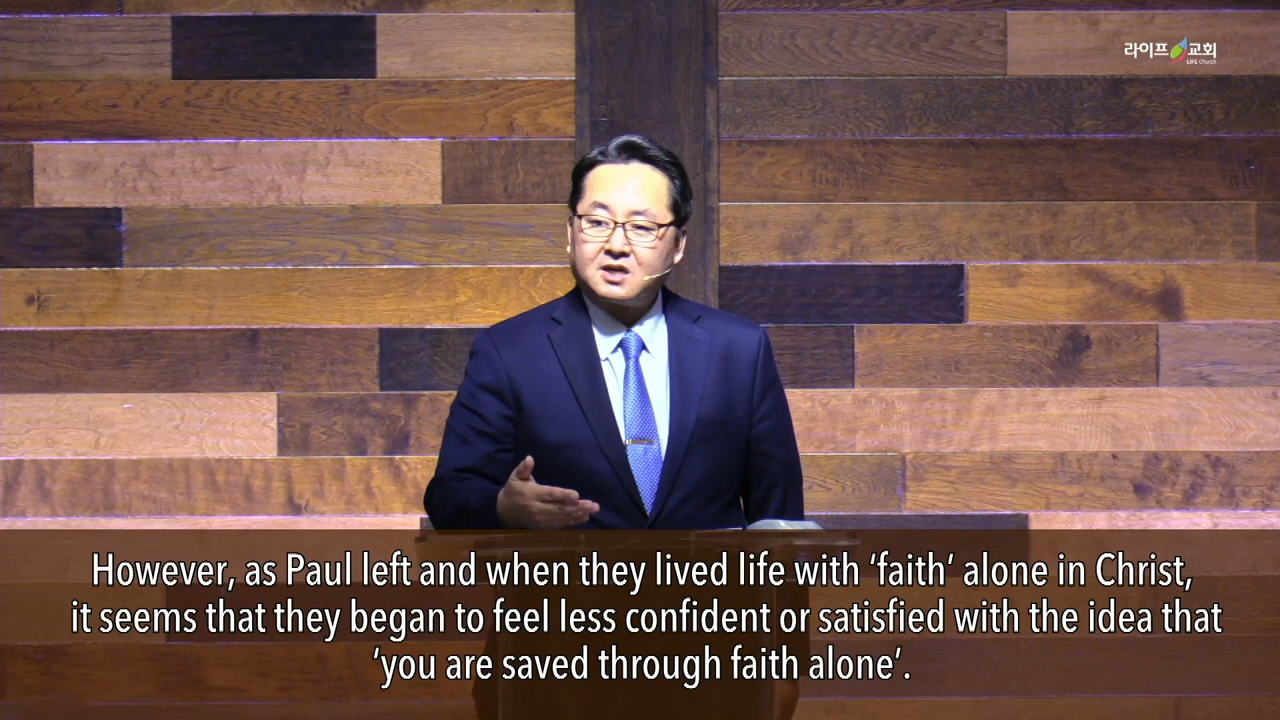 라이프 교회
LIFE Church
However, as Paul left and when they lived life with ‘faith’ alone in Christ,
it seems that they began to feel less confident or satisfied with the idea that
‘you are saved through faith alone’.